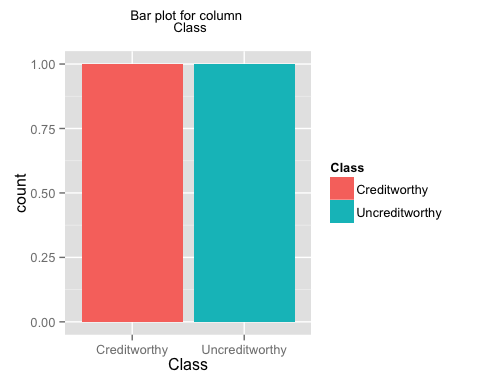 Bar plot for column
Class
1.00
0.75
0.50
0.25
0.00
count
Creditworthy
Uncreditworthy
Class
Class
Creditworthy
Uncreditworthy